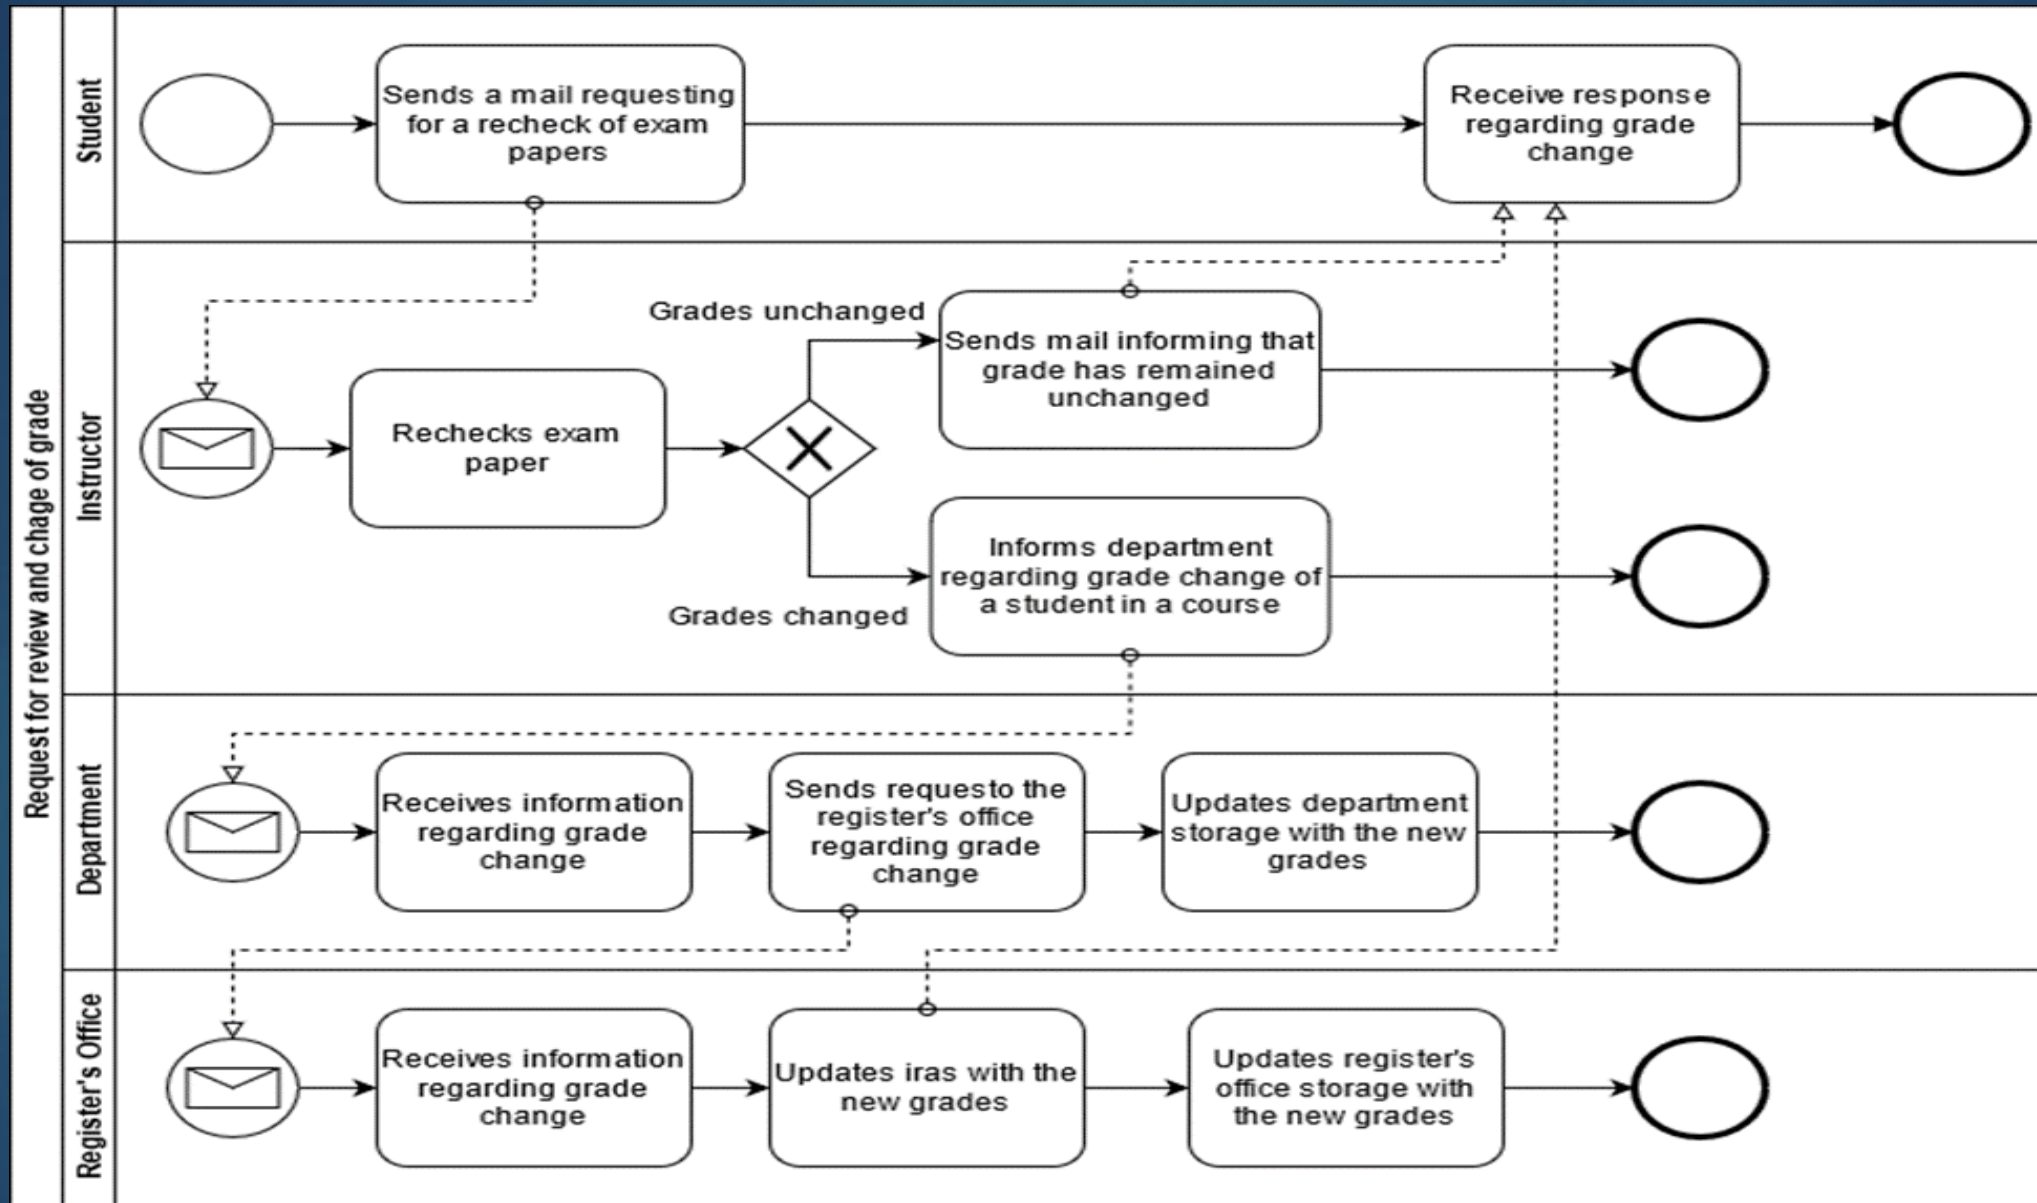 Request for review and chage of grade
Student
Sends a mail requesting
for a recheck of exam
papers
Receive response
regarding grade
change
Instructor
Rechecks exam
paper
Grades unchanged
Sends mail informing that
grade has remained
unchanged
Grades changed
Informs department
regarding grade change of
a student in a course
Department
Receives information
regarding grade
change
Sends requesto the
register's office
regarding grade
change
Updates department
storage with the new
grades
Register's Office
Receives information
regarding grade
change
Updates iras with the
new grades
Updates register's
office storage with
the new grades